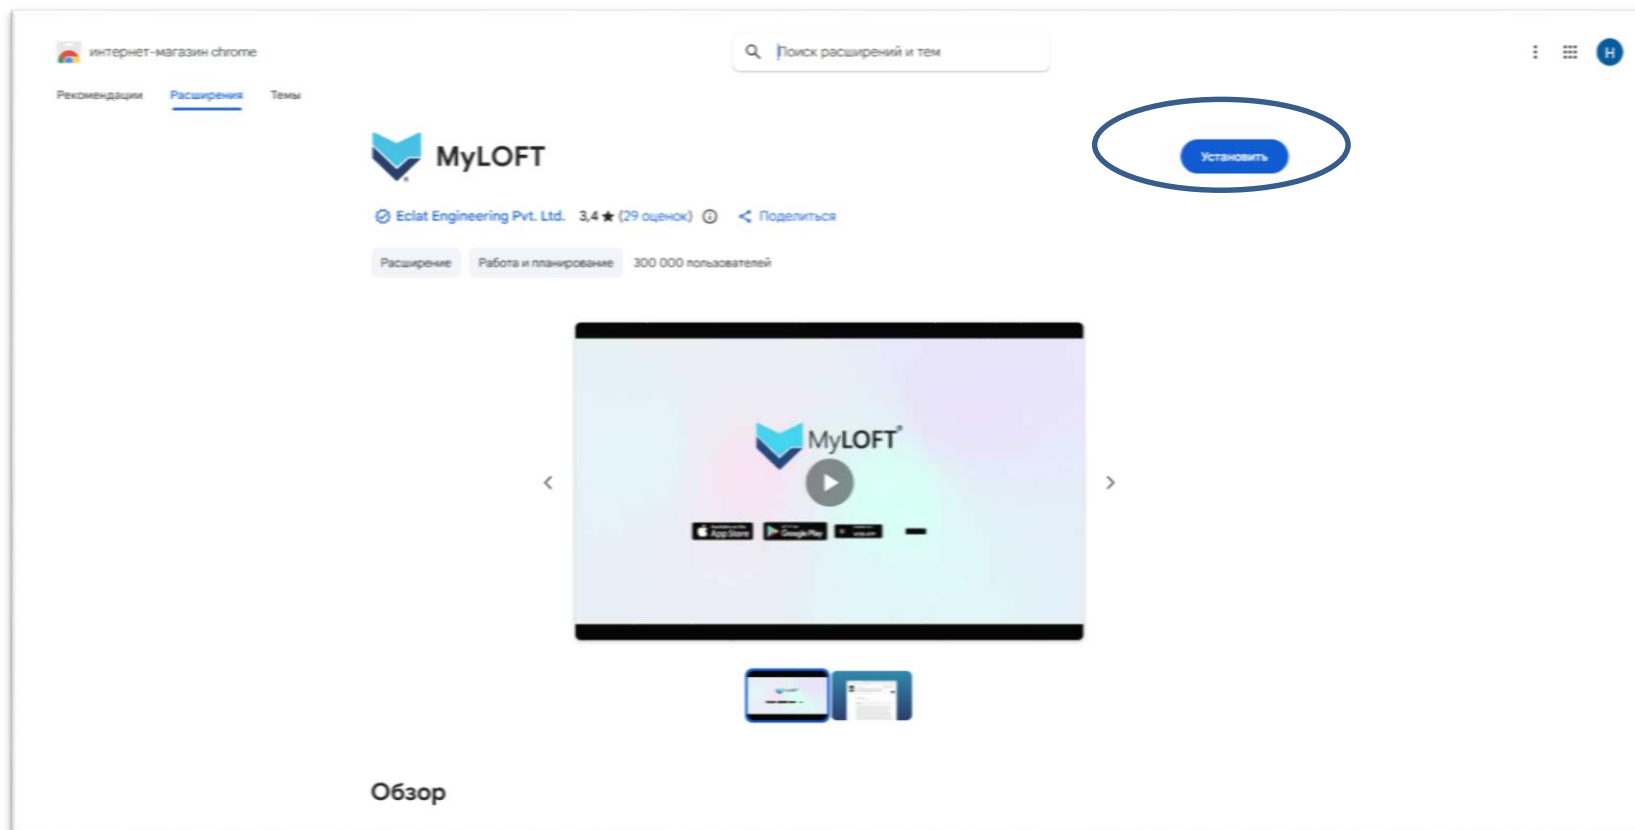 интернет-магазин chrome
Поиск расширений и тем
H
Рекомендации Расширения Темы
MyLOFT
Установить
Eclat Engineering Pvt. Ltd. 3,4 ★ (29 оценок) Поделиться
Расширение Работа и планирование 300 000 пользователей
MyLOFT®
App Store Google Play
Обзор